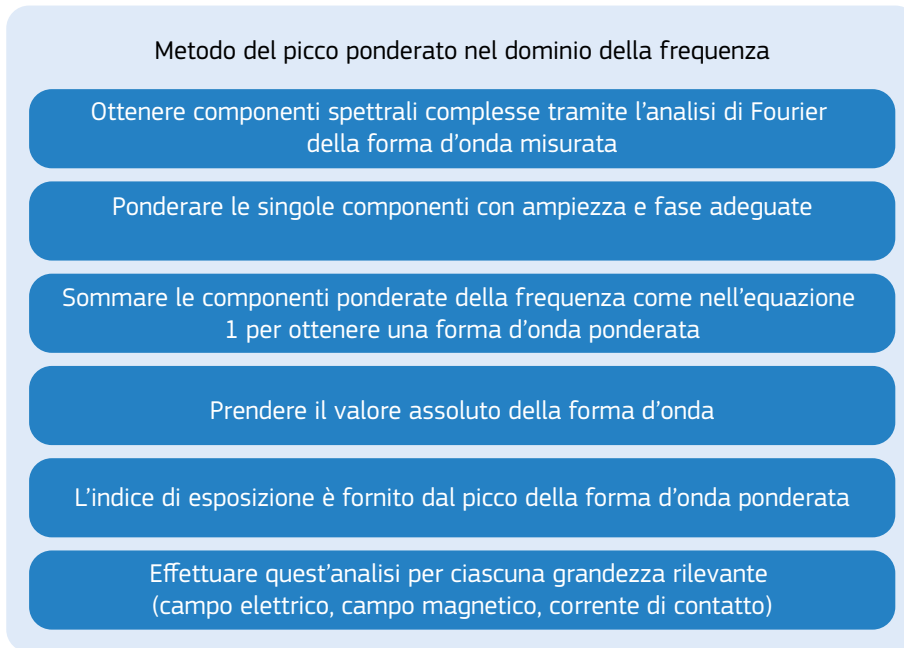 Metodo del picco ponderato nel dominio della frequenza
Ottenere componenti spettrali complesse tramite l’analisi di Fourier
della forma d’onda misurata
Ponderare le singole componenti con ampiezza e fase adeguate
Sommare le componenti ponderate della frequenza come nell’equazione
1 per ottenere una forma d’onda ponderata
Prendere il valore assoluto della forma d’onda
L’indice di esposizione è fornito dal picco della forma d’onda ponderata
Effettuare quest’analisi per ciascuna grandezza rilevante
(campo elettrico, campo magnetico, corrente di contatto)